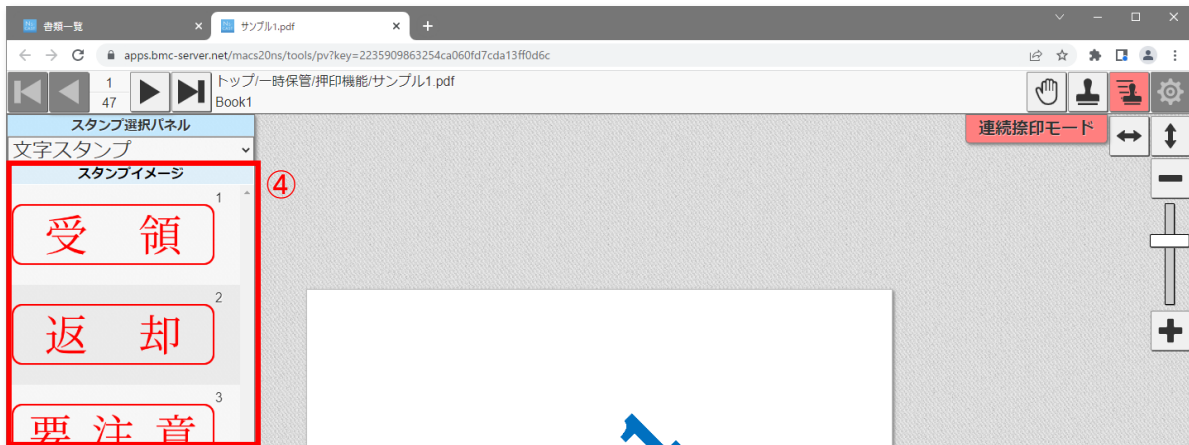 書類一覧
サンプル1.pdf
apps.bmc-server.net/macs20ns/tools/pv?key=2235909863254ca060fd7cda13ff0d6c
1
47
トップ/一時保管/押印機能/サンプル1.pdf
Book1
スタンプ選択パネル
連続捺印モード
文字スタンプ
スタンプイメージ
④
1
受 領
2
返 却
3
要 注 意